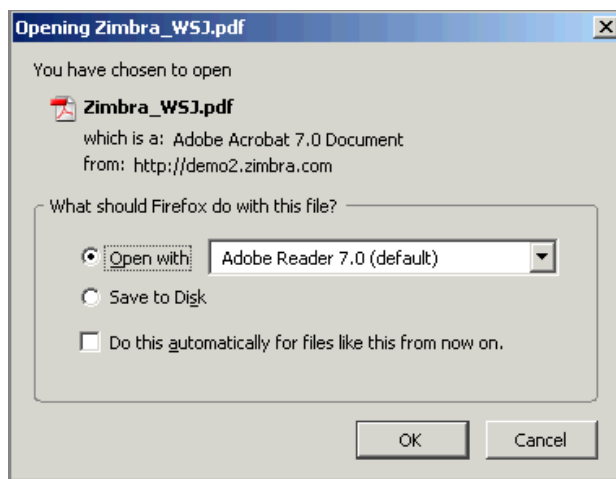 Opening Zimbra_WSJ.pdf
You have chosen to open
Zimbra_WSJ.pdf
which is a: Adobe Acrobat 7.0 Document
from: http://demo2.zimbra.com
What should Firefox do with this file?
Open with Adobe Reader 7.0 (default)
Save to Disk
Do this automatically for files like this from now on.
OK Cancel